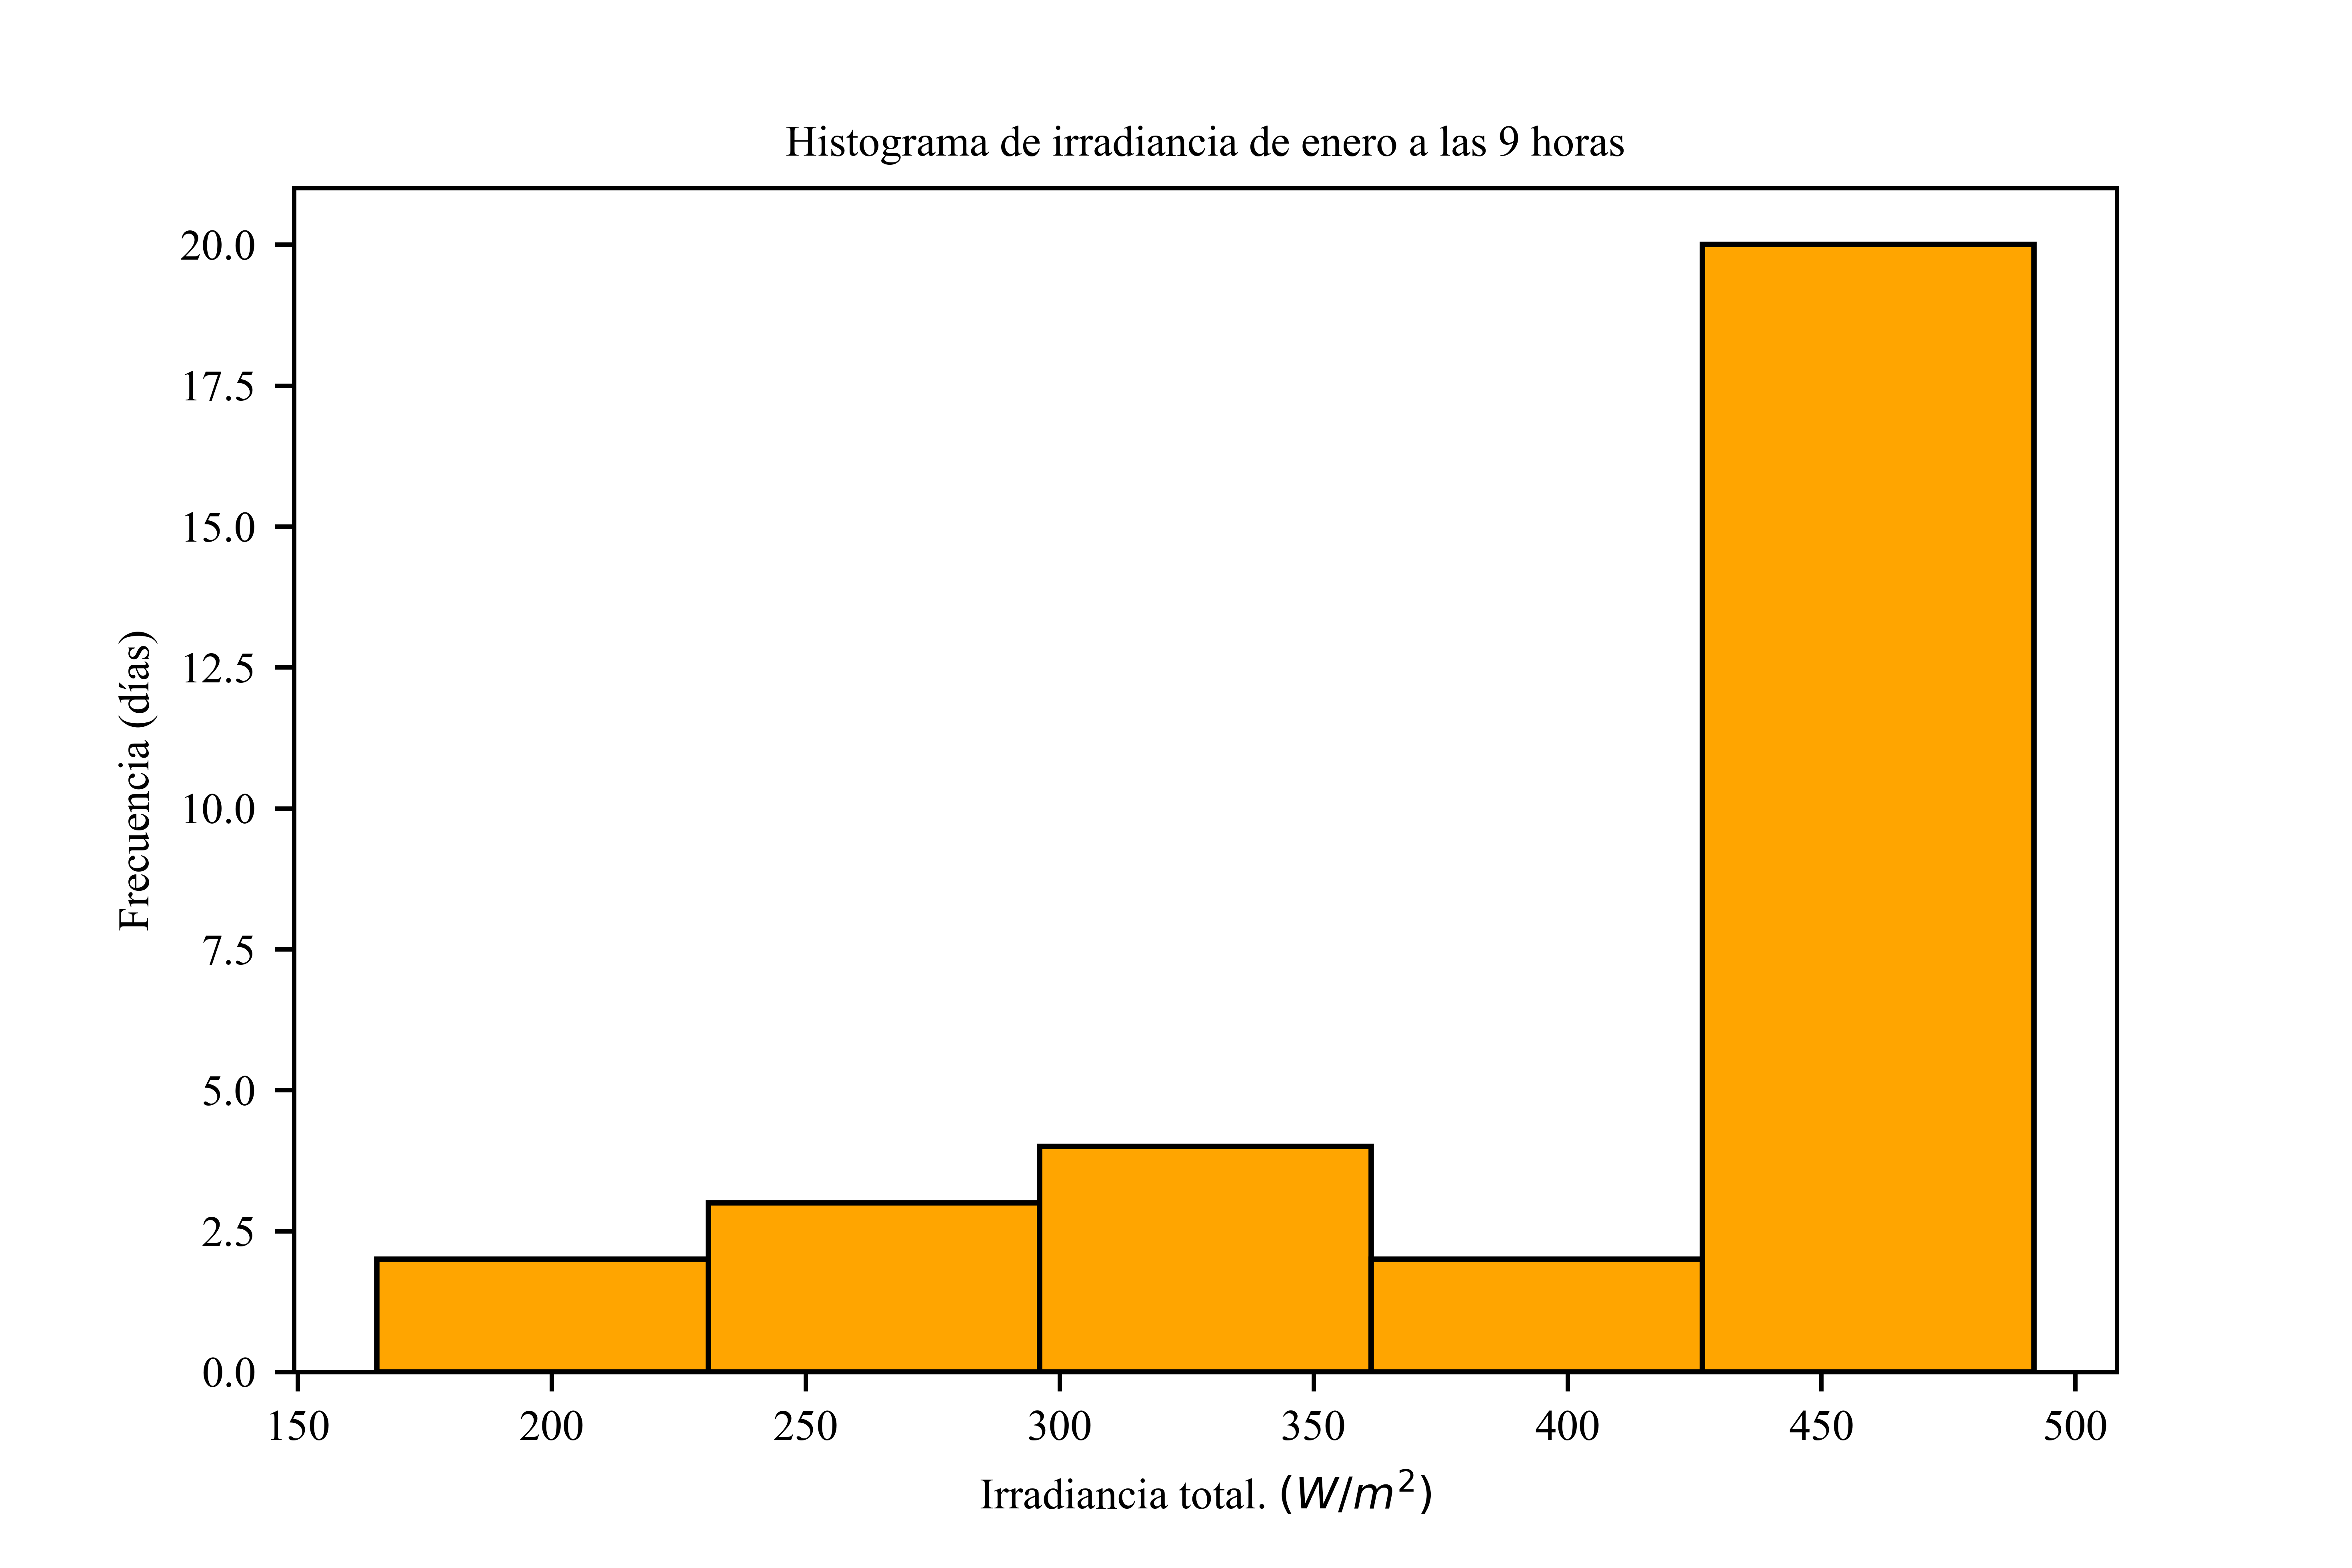 Histograma de irradiancia de enero a las 9 horas
20.0
17.5
15.0
12.5
10.0
7.5
5.0
2.5
0.0
Frecuencia (días)
150 200 250 300 350 400 450 500
Irradiancia total. (W/m²)